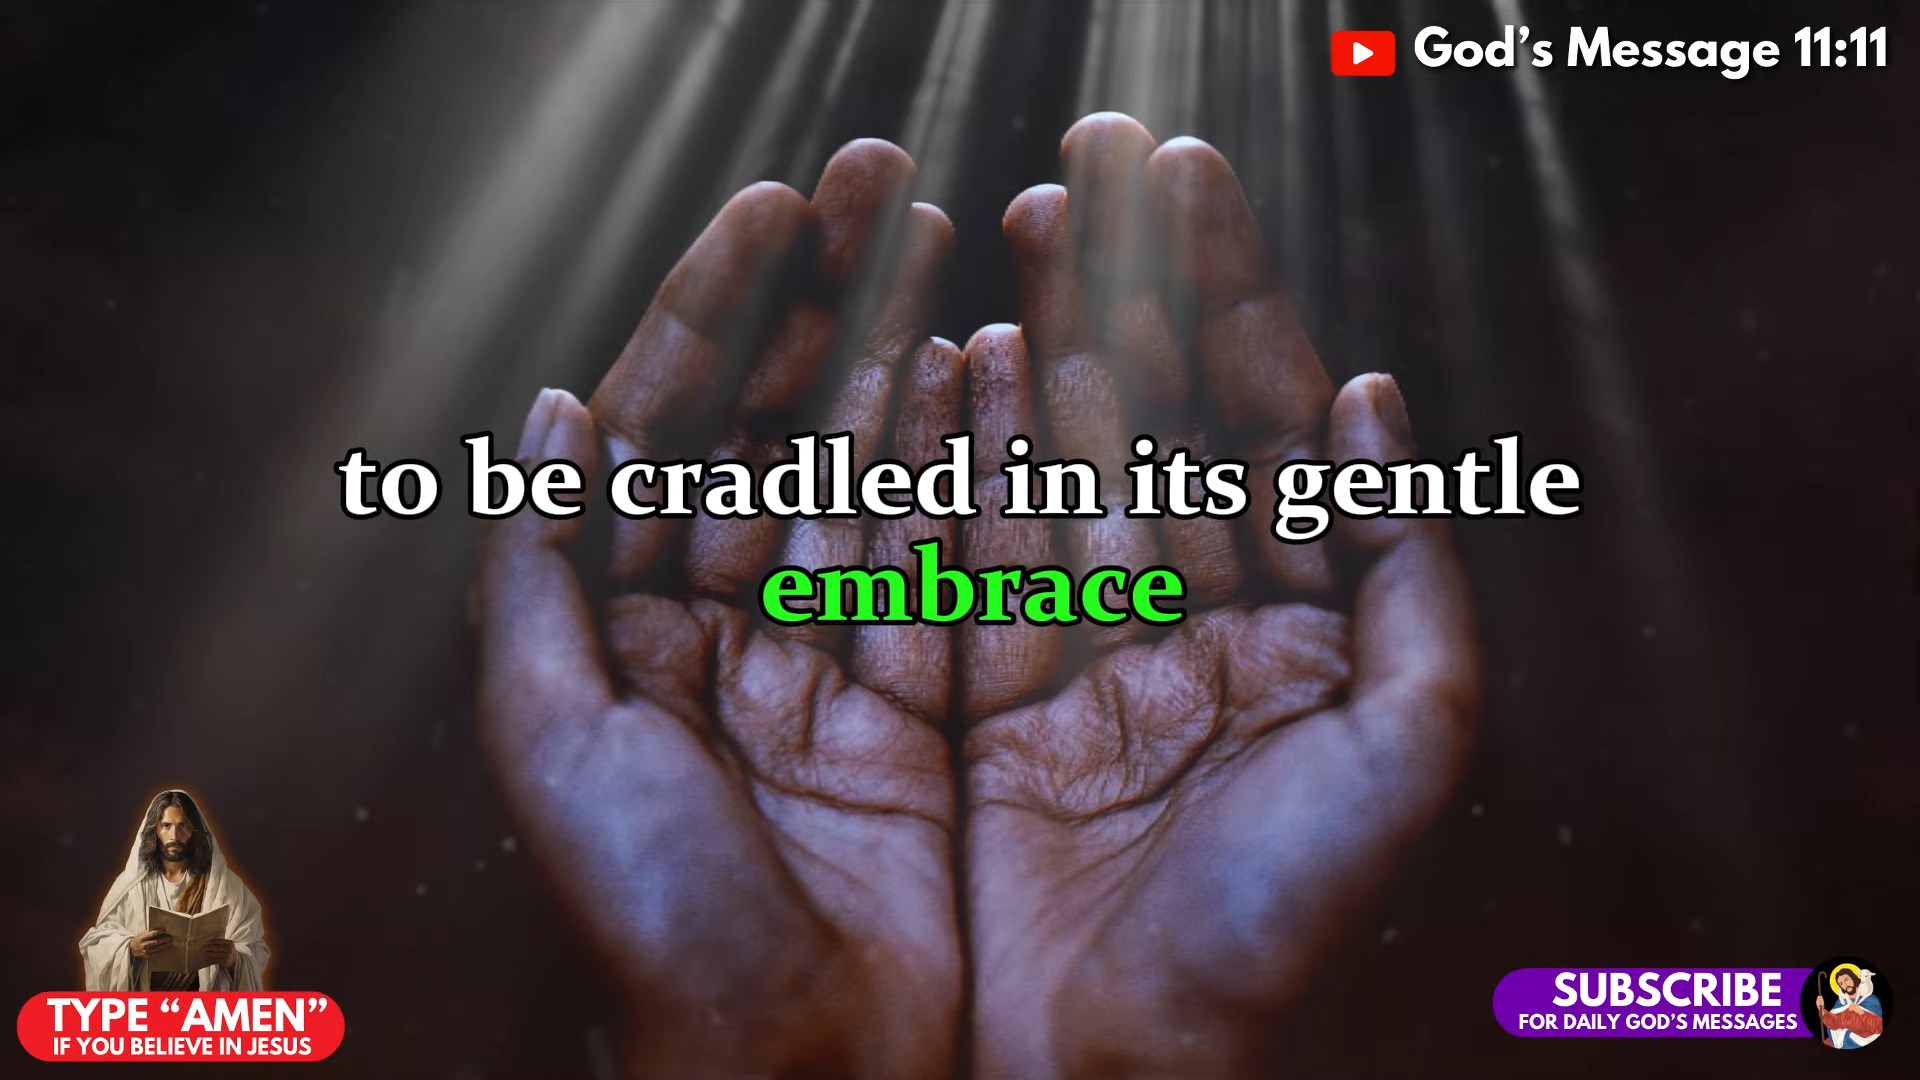 God’s Message 11:11
to be cradled in its gentle
embrace
TYPE “AMEN”
IF YOU BELIEVE IN JESUS
SUBSCRIBE
FOR DAILY GOD’S MESSAGES